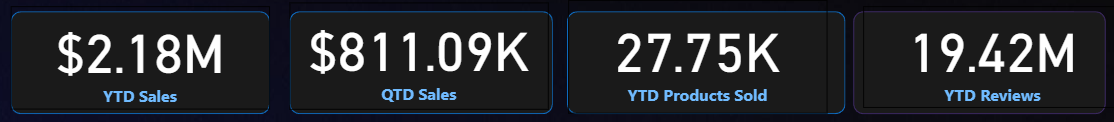 $2.18M
YTD Sales
$811.09K
QTD Sales
27.75K
YTD Products Sold
19.42M
YTD Reviews